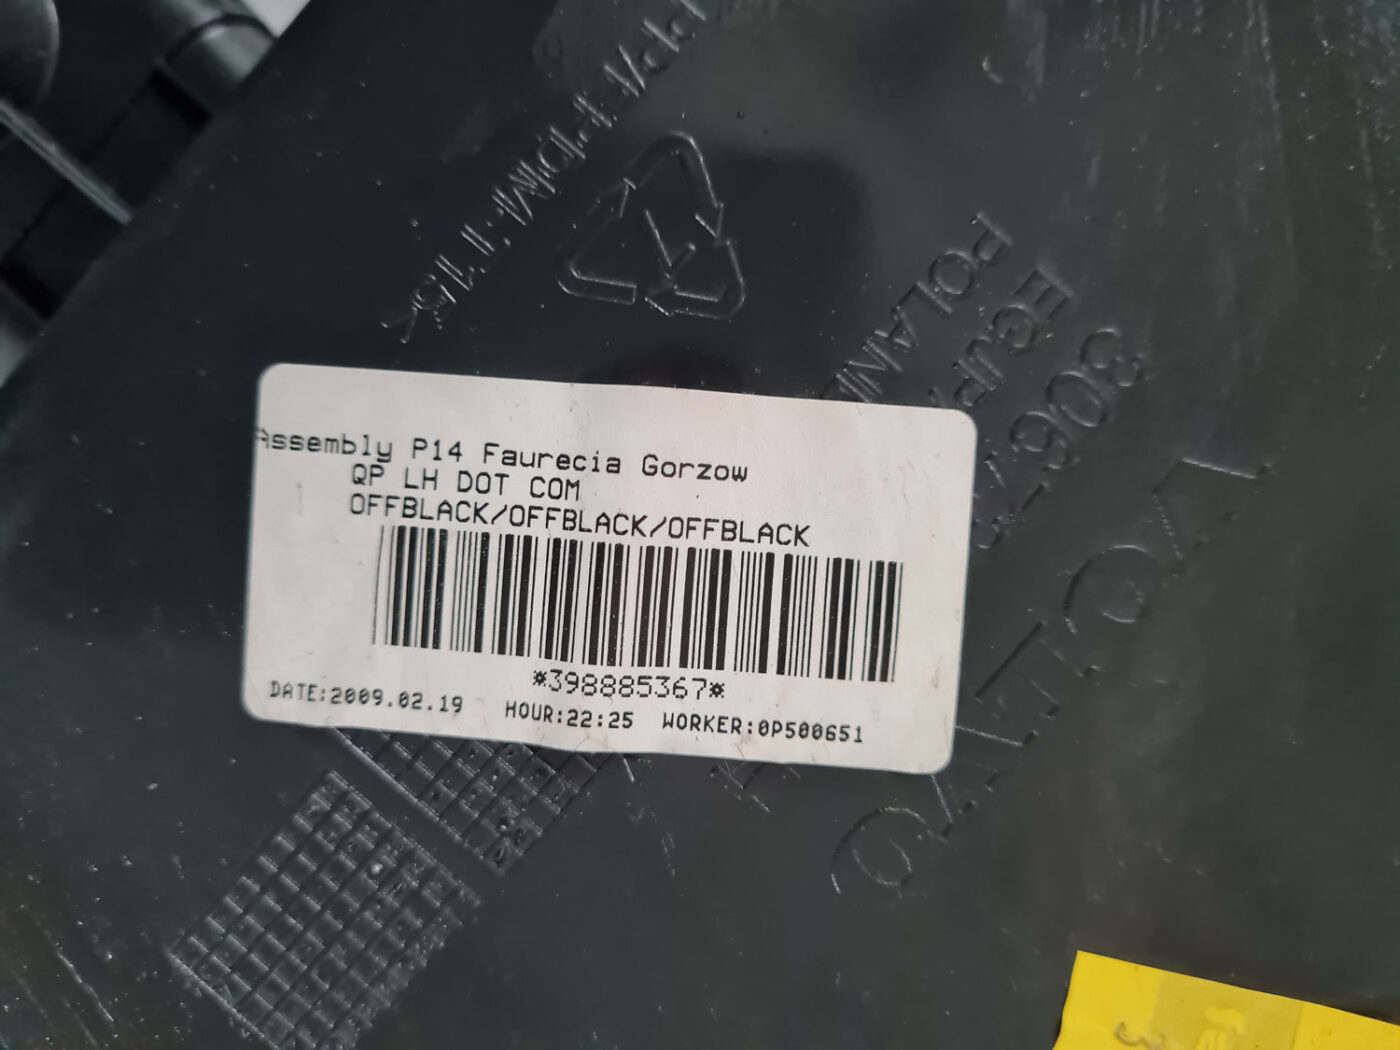 Assembly P14 Faurecia Gorzow
QP LH DOT COM
OFFBLACK/OFFBLACK/OFFBLACK
*398885367*
DATE:2009.02.19 HOUR:22:25 WORKER:0P500651
VOLVO